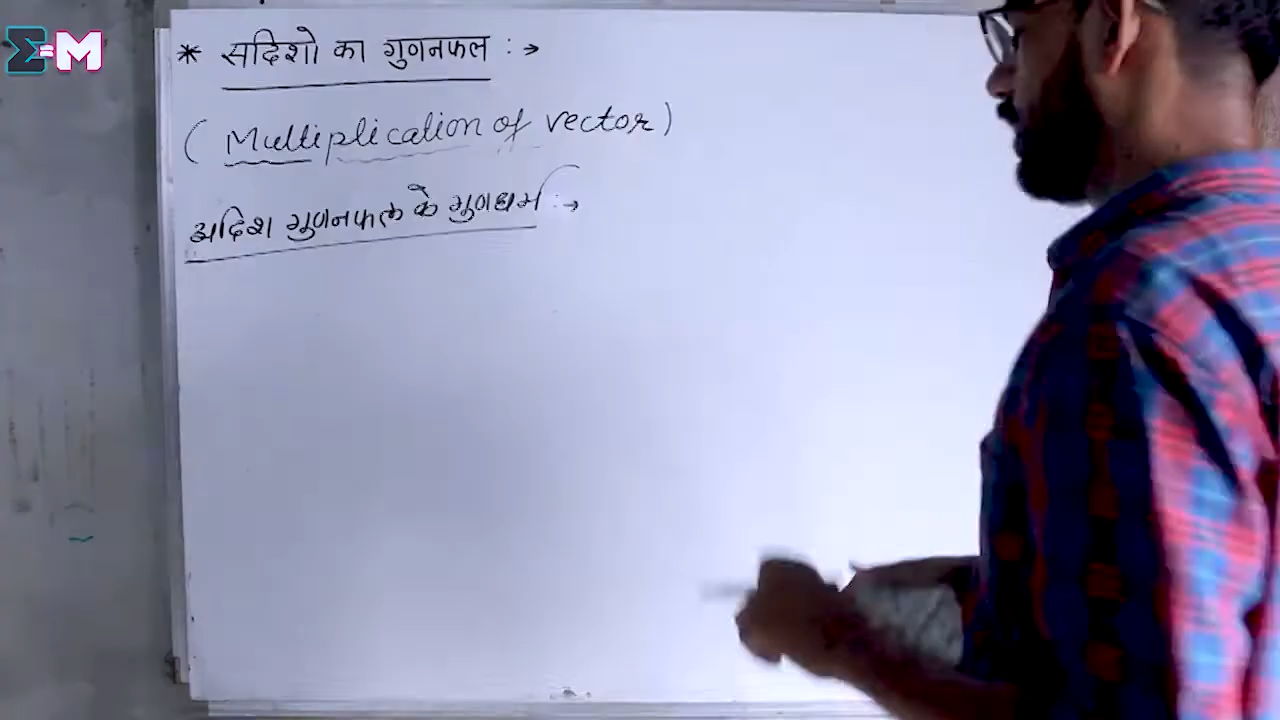 Σ=M
* सदिशो का गुणनफल :→
(Multiplication of vector)
अदिश गुणनफल के गुणधर्म :→